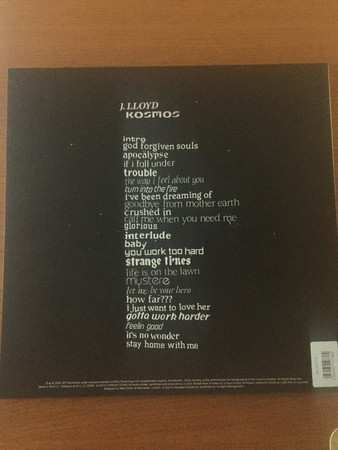 J. LLOYD
KOSMOS
intro
god forgiven souls
apocalypse
if i fall under
trouble
the way i feel about you
turn into the fire
i've been dreaming of
goodbye from mother earth
crushed in
call me when you need me
glorious
interlude
baby
you work too hard
strange times
life is on the lawn
mystere
let me be your hero
how far???
I just want to love her
gotta work harder
feelin good
it's no wonder
stay home with me